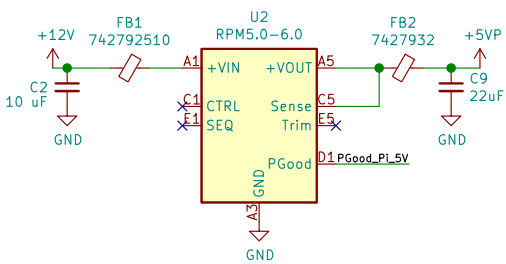 +12V
FB1
742792510
U2
RPM5.0-6.0
FB2
7427932
+5VP
A1
+VIN
+VOUT
A5
C2
10 uF
C1
CTRL
Sense
C5
C9
22uF
E1
SEQ
Trim
E5
GND
GND
PGood
D1
PGood_Pi_5V
GND
A3
GND